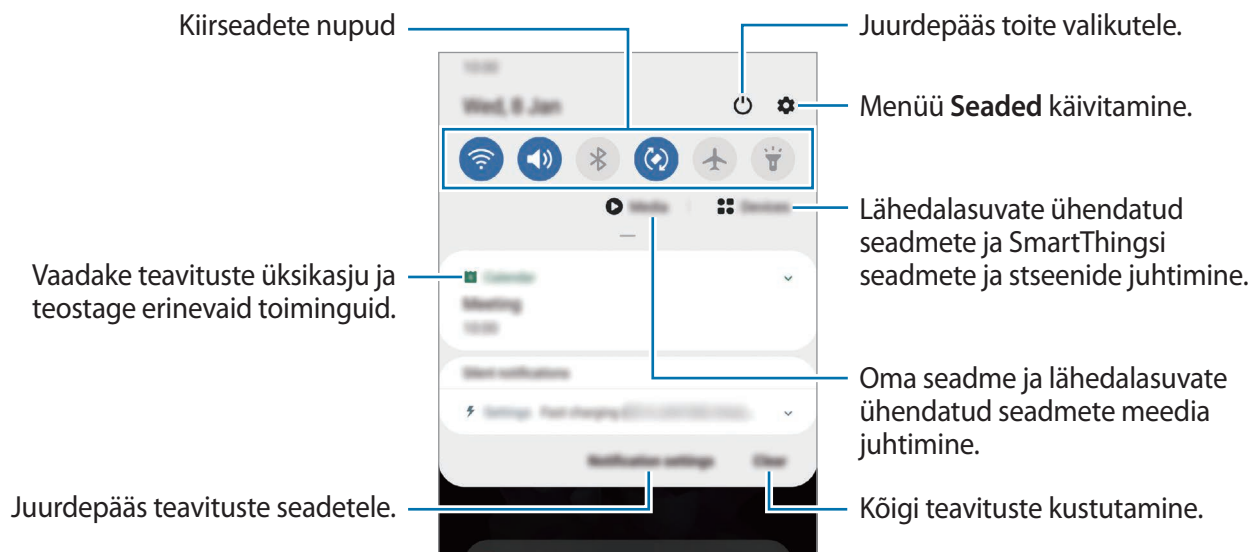 Kiirseadete nupud
Juurdepääs toite valikutele.
10:00
Wed, 8 Jan
Menüü Seaded käivitamine.
Media
Devices
Lähedalasuvate ühendatud
seadmete ja SmartThingsi
seadmete ja stseenide juhtimine.
Vaadake teavituste üksikasju ja
teostage erinevaid toiminguid.
Calendar
Meeting
10:00
Silent notifications
Settings Fast charging
Oma seadme ja lähedalasuvate
ühendatud seadmete meedia
juhtimine.
Notification settings
Clear
Juurdepääs teavituste seadetele.
Kõigi teavituste kustutamine.